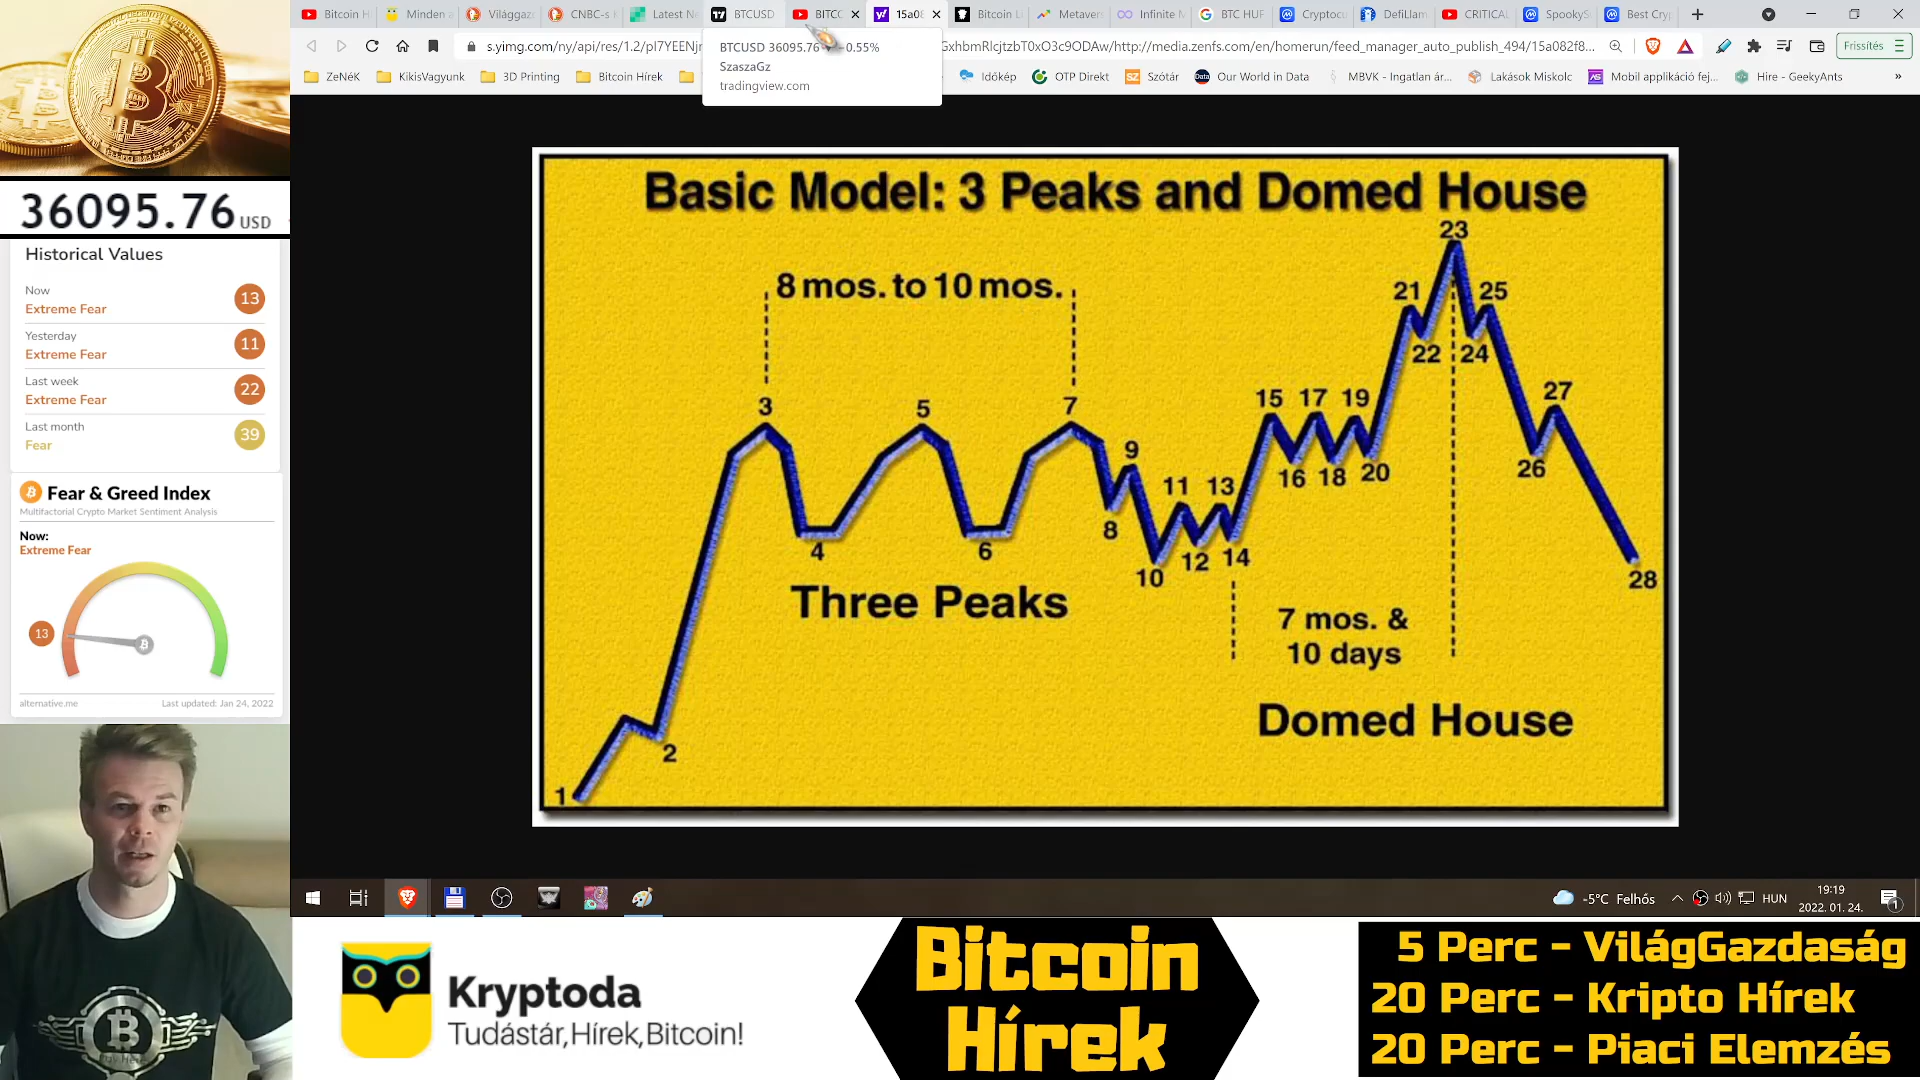 36095.76 USD
Historical Values
Now
Extreme Fear
13
Yesterday
Extreme Fear
11
Last week
Extreme Fear
22
Last month
Fear
39
Fear & Greed Index
Multifactorial Crypto Market Sentiment Analysis
Now:
Extreme Fear
13
alternative.me
Last updated: Jan 24, 2022
Bitcoin H
Minden
Világgaz
CNBC-s
Latest Ne
BTCUSD
BITC
15a08
Bitcoin L
Metavers
Infinite M
BTC HUF
Cryptocu
DefiLlam
CRITICAL
SpookyS
Best Cryp
s.yimg.com/ny/api/res/1.2/pI7YEENj
GxhbmRlcjtzbT0xO3c9ODAw/http://media.zenfs.com/en/homerun/feed_manager_auto_publish_494/15a082f8...
Frissítés
BTCUSD 36095.76
0.55%
SzaszaGz
tradingview.com
ZeNéK
KikisVagyunk
3D Printing
Bitcoin Hírek
Időkép
OTP Direkt
Szótár
Our World in Data
MBVK - Ingatlan ár...
Lakások Miskolc
Mobil applikáció fej...
Hire - GeekyAnts
»
Basic Model: 3 Peaks and Domed House
23
8 mos. to 10 mos.
21
25
22
24
3
5
7
15
17
19
27
9
16
18
20
26
11
13
8
4
6
10
12
14
28
Three Peaks
7 mos. &
10 days
Domed House
2
1
-5°C Felhős
HUN
19:19
2022. 01. 24.
1
Kryptoda
Tudástár,Hírek,Bitcoin!
Bitcoin
Hírek
5 Perc - VilágGazdaság
20 Perc - Kripto Hírek
20 Perc - Piaci Elemzés